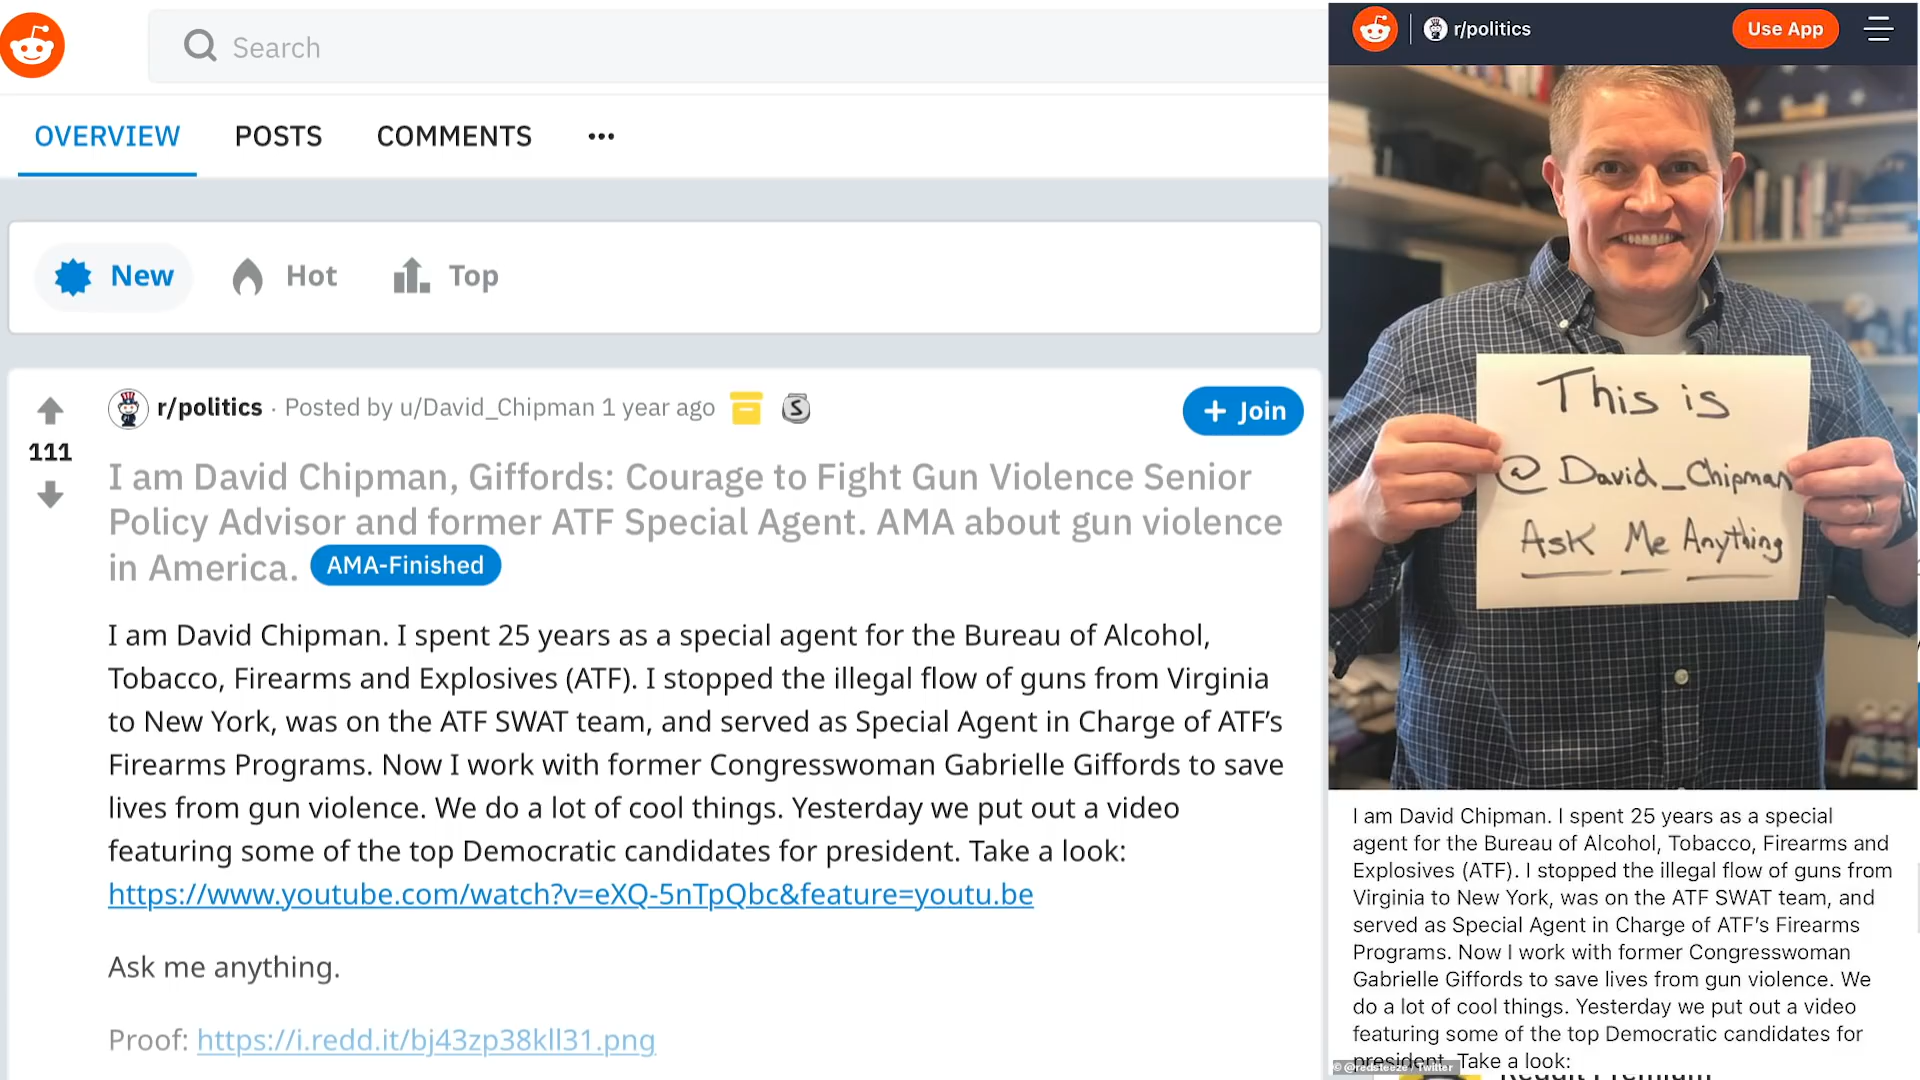 Search
OVERVIEW POSTS COMMENTS
New Hot Top
111
r/politics · Posted by u/David_Chipman 1 year ago
S
+ Join
I am David Chipman, Giffords: Courage to Fight Gun Violence Senior
Policy Advisor and former ATF Special Agent. AMA about gun violence
in America. AMA-Finished
I am David Chipman. I spent 25 years as a special agent for the Bureau of Alcohol,
Tobacco, Firearms and Explosives (ATF). I stopped the illegal flow of guns from Virginia
to New York, was on the ATF SWAT team, and served as Special Agent in Charge of ATF’s
Firearms Programs. Now I work with former Congresswoman Gabrielle Giffords to save
lives from gun violence. We do a lot of cool things. Yesterday we put out a video
featuring some of the top Democratic candidates for president. Take a look:
https://www.youtube.com/watch?v=eXQ-5nTpQbc&feature=youtu.be
Ask me anything.
Proof: https://i.redd.it/bj43zp38kll31.png
r/politics
Use App
This is
@David_Chipman
Ask Me Anything
I am David Chipman. I spent 25 years as a special
agent for the Bureau of Alcohol, Tobacco, Firearms and
Explosives (ATF). I stopped the illegal flow of guns from
Virginia to New York, was on the ATF SWAT team, and
served as Special Agent in Charge of ATF’s Firearms
Programs. Now I work with former Congresswoman
Gabrielle Giffords to save lives from gun violence. We
do a lot of cool things. Yesterday we put out a video
featuring some of the top Democratic candidates for
president. Take a look:
© @redsteeze / Twitter
Reddit Premium